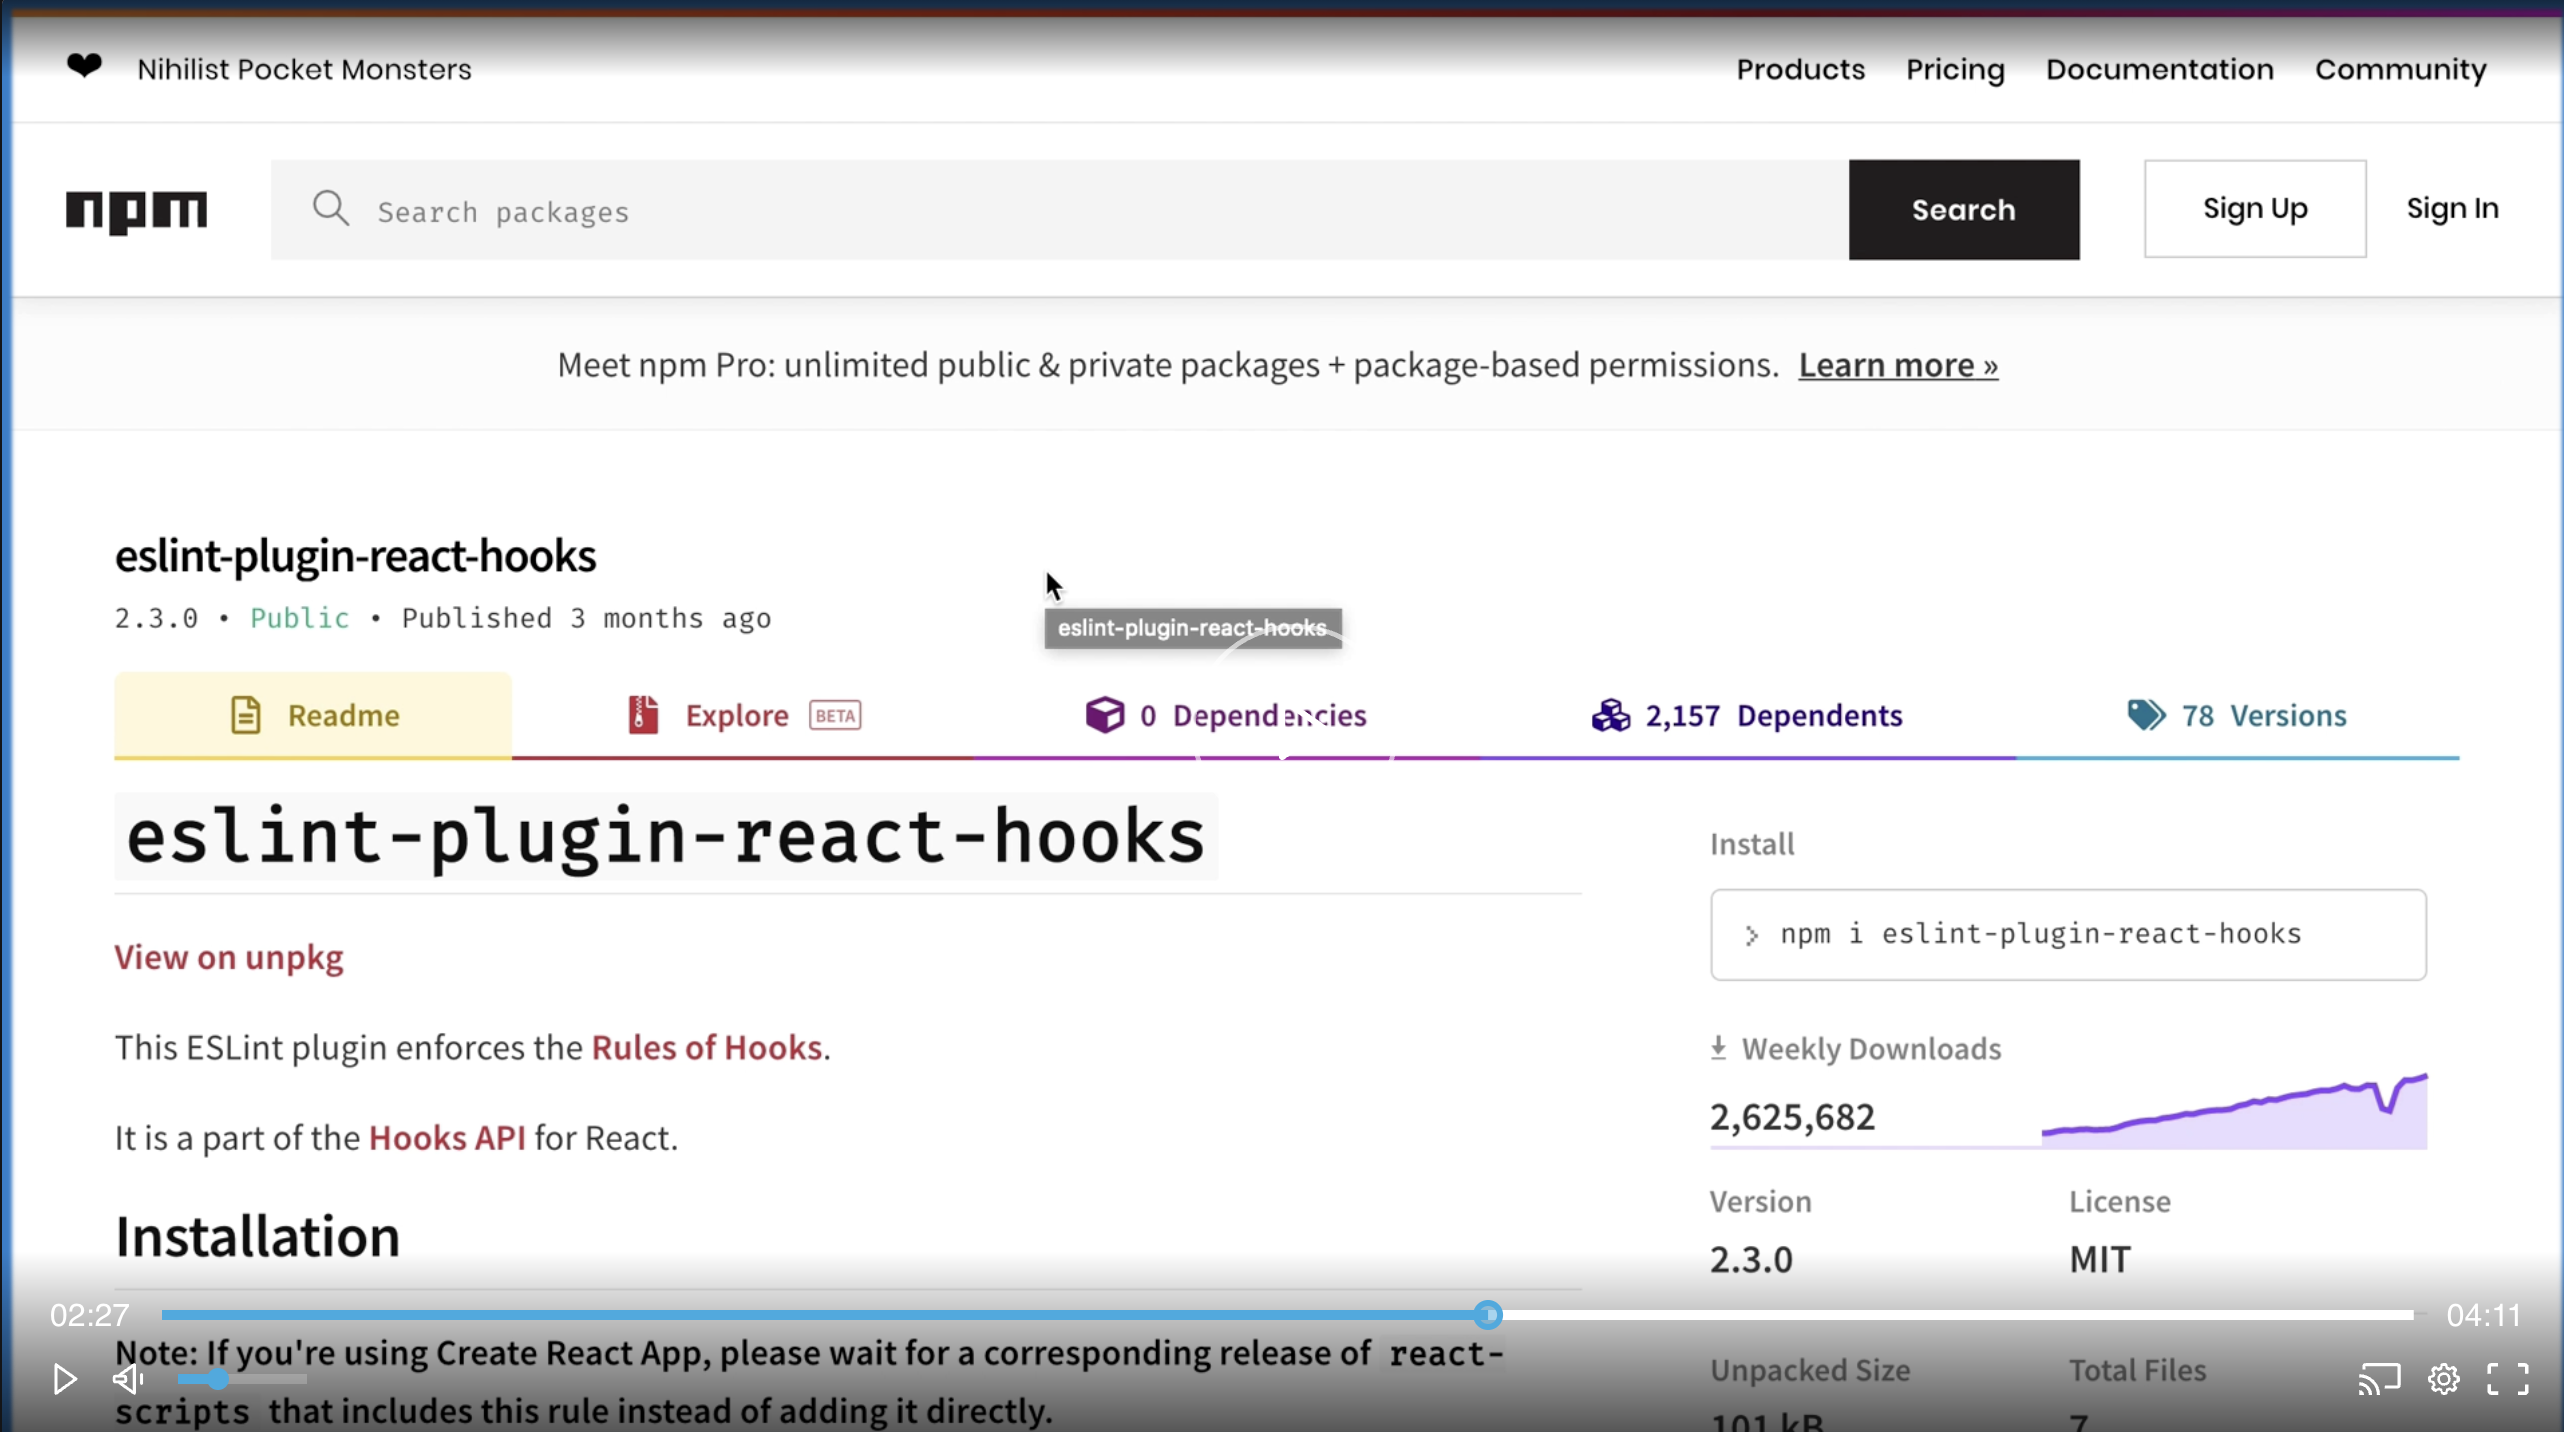 ❤ Nihilist Pocket Monsters
Products Pricing Documentation Community
npm
Search packages
Search
Sign Up
Sign In
Meet npm Pro: unlimited public & private packages + package-based permissions. Learn more »
eslint-plugin-react-hooks
2.3.0 • Public • Published 3 months ago
eslint-plugin-react-hooks
Readme
Explore BETA
0 Dependencies
2,157 Dependents
78 Versions
eslint-plugin-react-hooks
View on unpkg
This ESLint plugin enforces the Rules of Hooks.
It is a part of the Hooks API for React.
Installation
Note: If you're using Create React App, please wait for a corresponding release of react-
scripts that includes this rule instead of adding it directly.
Install
> npm i eslint-plugin-react-hooks
Weekly Downloads
2,625,682
Version
License
2.3.0
MIT
Unpacked Size
Total Files
101 kB
7
02:27
04:11